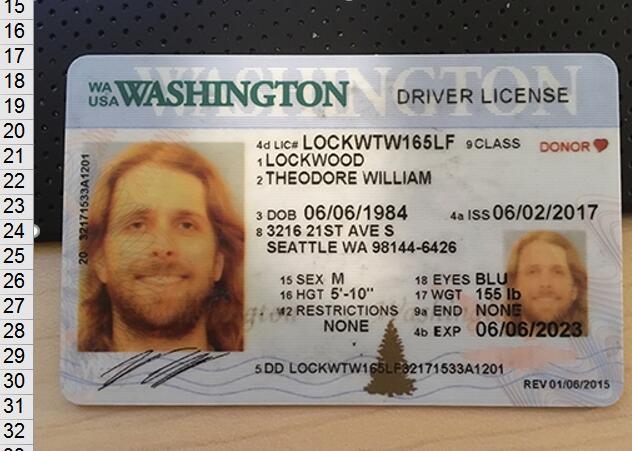 15
16
17
18
19
20
21
22
23
24
25
26
27
28
29
30
31
32
WASHINGTON
WA
USA WASHINGTON DRIVER LICENSE
4d LIC# LOCKWTW165LF 9 CLASS DONOR
1 LOCKWOOD
2 THEODORE WILLIAM
3 DOB 06/06/1984 4a ISS 06/02/2017
8 3216 21ST AVE S
SEATTLE WA 98144-6426
20 32171533A1201
15 SEX M 18 EYES BLU
16 HGT 5'-10" 17 WGT 155 lb
12 RESTRICTIONS 9a END NONE
NONE 4b EXP 06/06/2023
Washington
5 DD LOCKWTW165LF32171533A1201
REV 01/06/2015